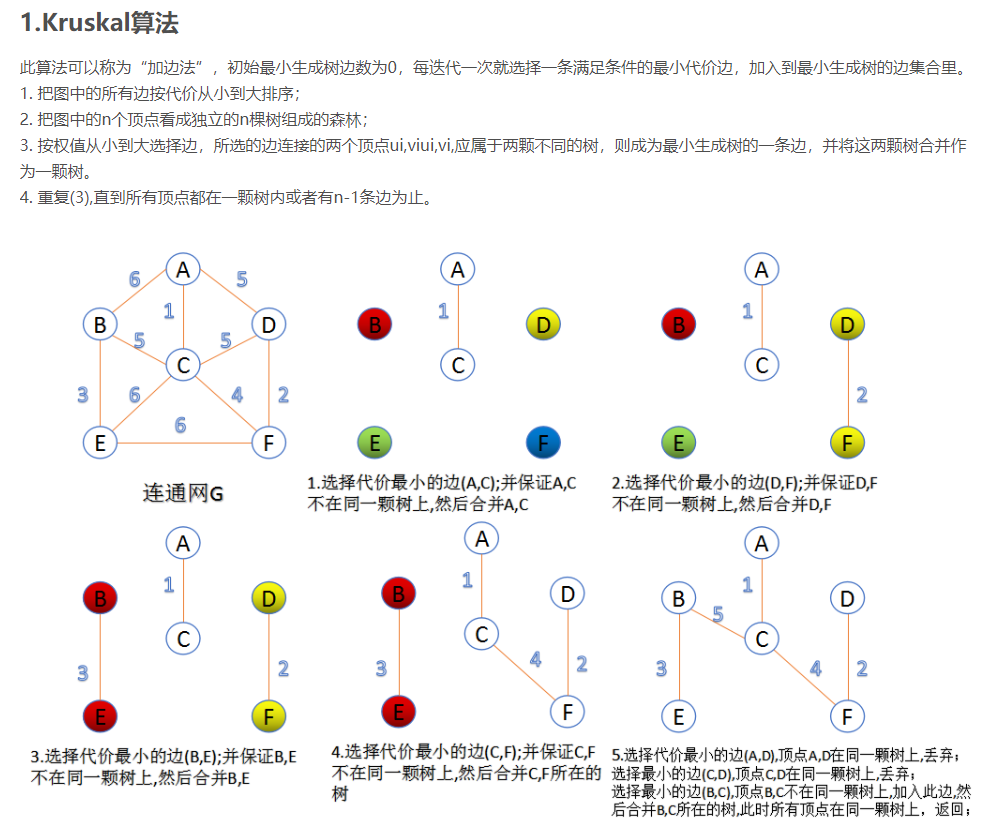 1.Kruskal算法
此算法可以称为“加边法”，初始最小生成树边数为0，每迭代一次就选择一条满足条件的最小代价边，加入到最小生成树的边集合里。
1. 把图中的所有边按代价从小到大排序；
2. 把图中的n个顶点看成独立的n棵树组成的森林；
3. 按权值从小到大选择边，所选的边连接的两个顶点ui,viui,vi,应属于两颗不同的树，则成为最小生成树的一条边，并将这两颗树合并作
为一颗树。
4. 重复(3),直到所有顶点都在一颗树内或者有n-1条边为止。
A
6
5
1
B
D
5
5
C
3
6
4
2
6
E
F
连通网G
A
1
B
D
C
E
F
1.选择代价最小的边(A,C);并保证A,C
不在同一颗树上,然后合并A,C
A
1
B
D
C
2
E
F
2.选择代价最小的边(D,F);并保证D,F
不在同一颗树上,然后合并D,F
A
1
B
D
C
3
2
E
F
3.选择代价最小的边(B,E);并保证B,E
不在同一颗树上,然后合并B,E
A
1
B
D
C
3
4
2
E
F
4.选择代价最小的边(C,F);并保证C,F
不在同一颗树上,然后合并C,F所在的
树
A
1
B
D
5
C
3
4
2
E
F
5.选择代价最小的边(A,D),顶点A,D在同一颗树上,丢弃；
选择最小的边(C,D),顶点C,D在同一颗树上,丢弃；
选择最小的边(B,C),顶点B,C不在同一颗树上,加入此边,然
后合并B,C所在的树,此时所有顶点在同一颗树上，返回；